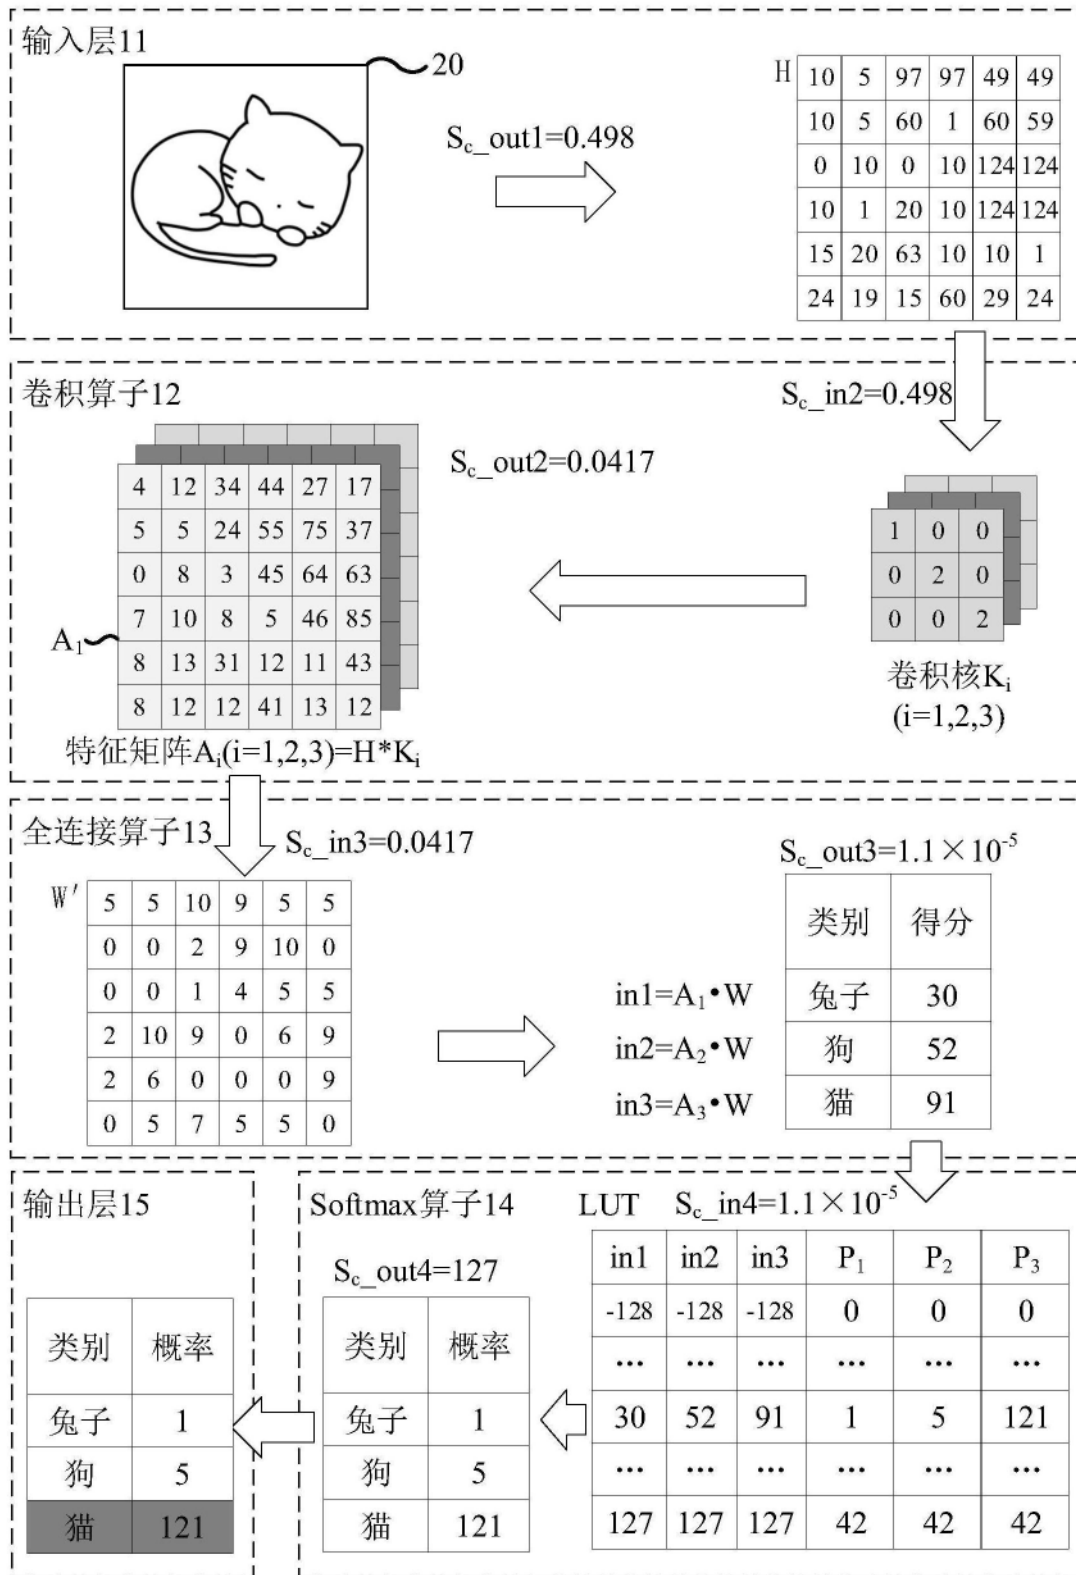 输入层11
20
S_c_out1=0.498
H
10 5 97 97 49 49
10 5 60 1 60 59
0 10 0 10 124 124
10 1 20 10 124 124
15 20 63 10 10 1
24 19 15 60 29 24
卷积算子12
S_c_in2=0.498
S_c_out2=0.0417
4 12 34 44 27 17
5 5 24 55 75 37
0 8 3 45 64 63
7 10 8 5 46 85
8 13 31 12 11 43
8 12 12 41 13 12
A₁
特征矩阵Aᵢ(i=1,2,3)=H*Kᵢ
1 0 0
0 2 0
0 0 2
卷积核Kᵢ
(i=1,2,3)
全连接算子13
S_c_in3=0.0417
W′
5 5 10 9 5 5
0 0 2 9 10 0
0 0 1 4 5 5
2 10 9 0 6 9
2 6 0 0 0 9
0 5 7 5 5 0
S_c_out3=1.1×10⁻⁵
类别 得分
in1=A₁•W 兔子 30
in2=A₂•W 狗 52
in3=A₃•W 猫 91
输出层15
类别 概率
兔子 1
狗 5
猫 121
Softmax算子14
S_c_out4=127
类别 概率
兔子 1
狗 5
猫 121
LUT
S_c_in4=1.1×10⁻⁵
in1 in2 in3 P₁ P₂ P₃
-128 -128 -128 0 0 0
... ... ... ... ... ...
30 52 91 1 5 121
... ... ... ... ... ...
127 127 127 42 42 42